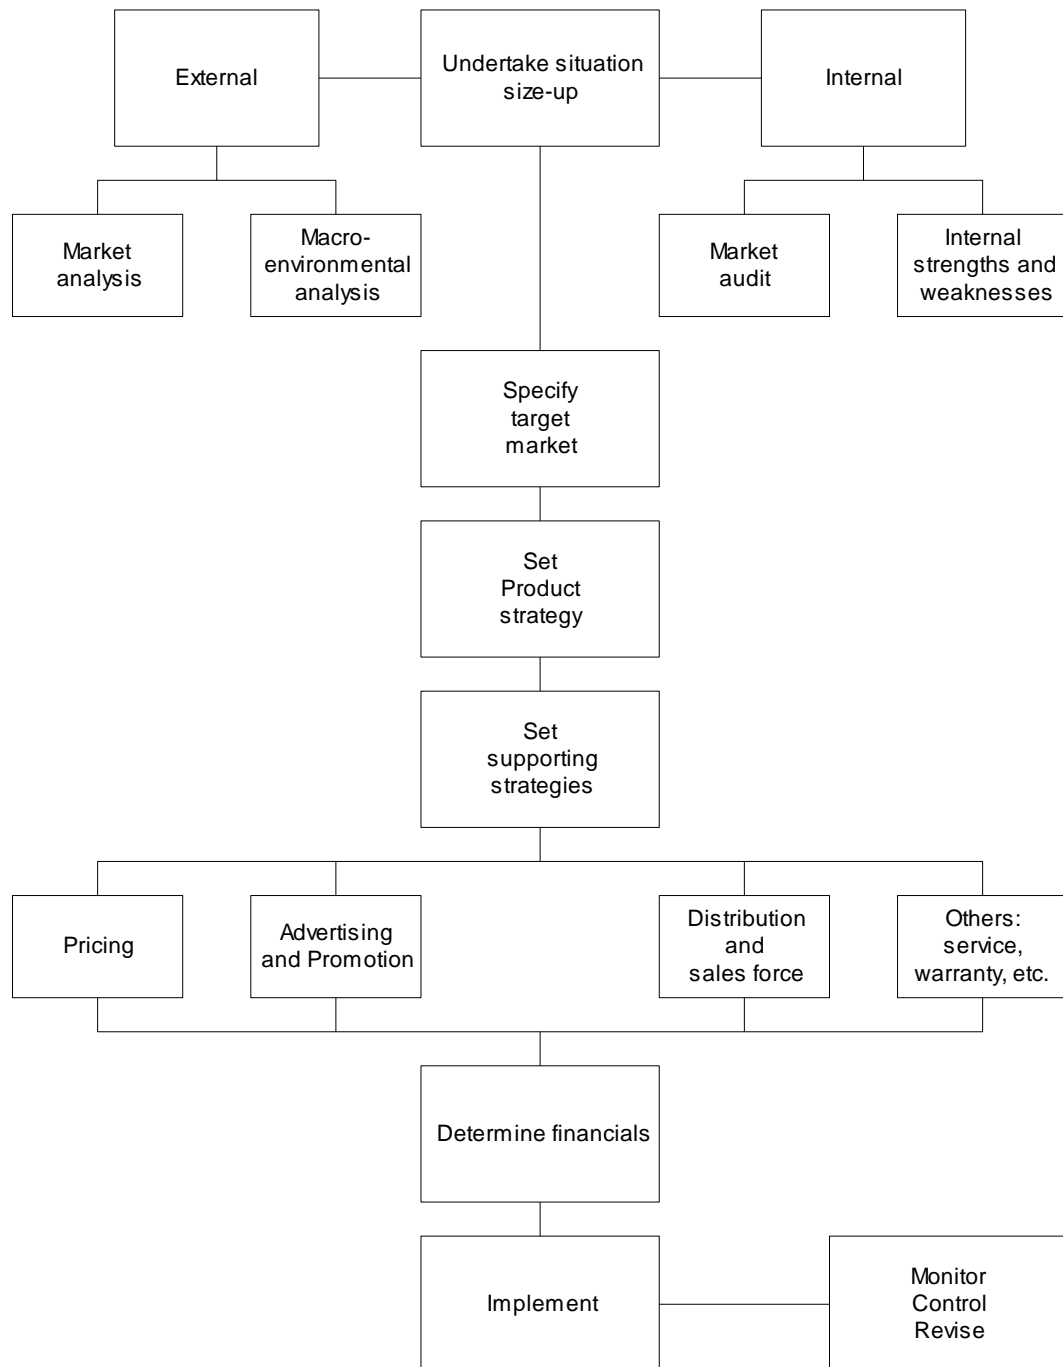 External
Undertake situation
size-up
Internal
Market
analysis
Macro-
environmental
analysis
Market
audit
Internal
strengths and
weaknesses
Specify
target
market
Set
Product
strategy
Set
supporting
strategies
Pricing
Advertising
and Promotion
Distribution
and
sales force
Others:
service,
warranty, etc.
Determine financials
Implement
Monitor
Control
Revise